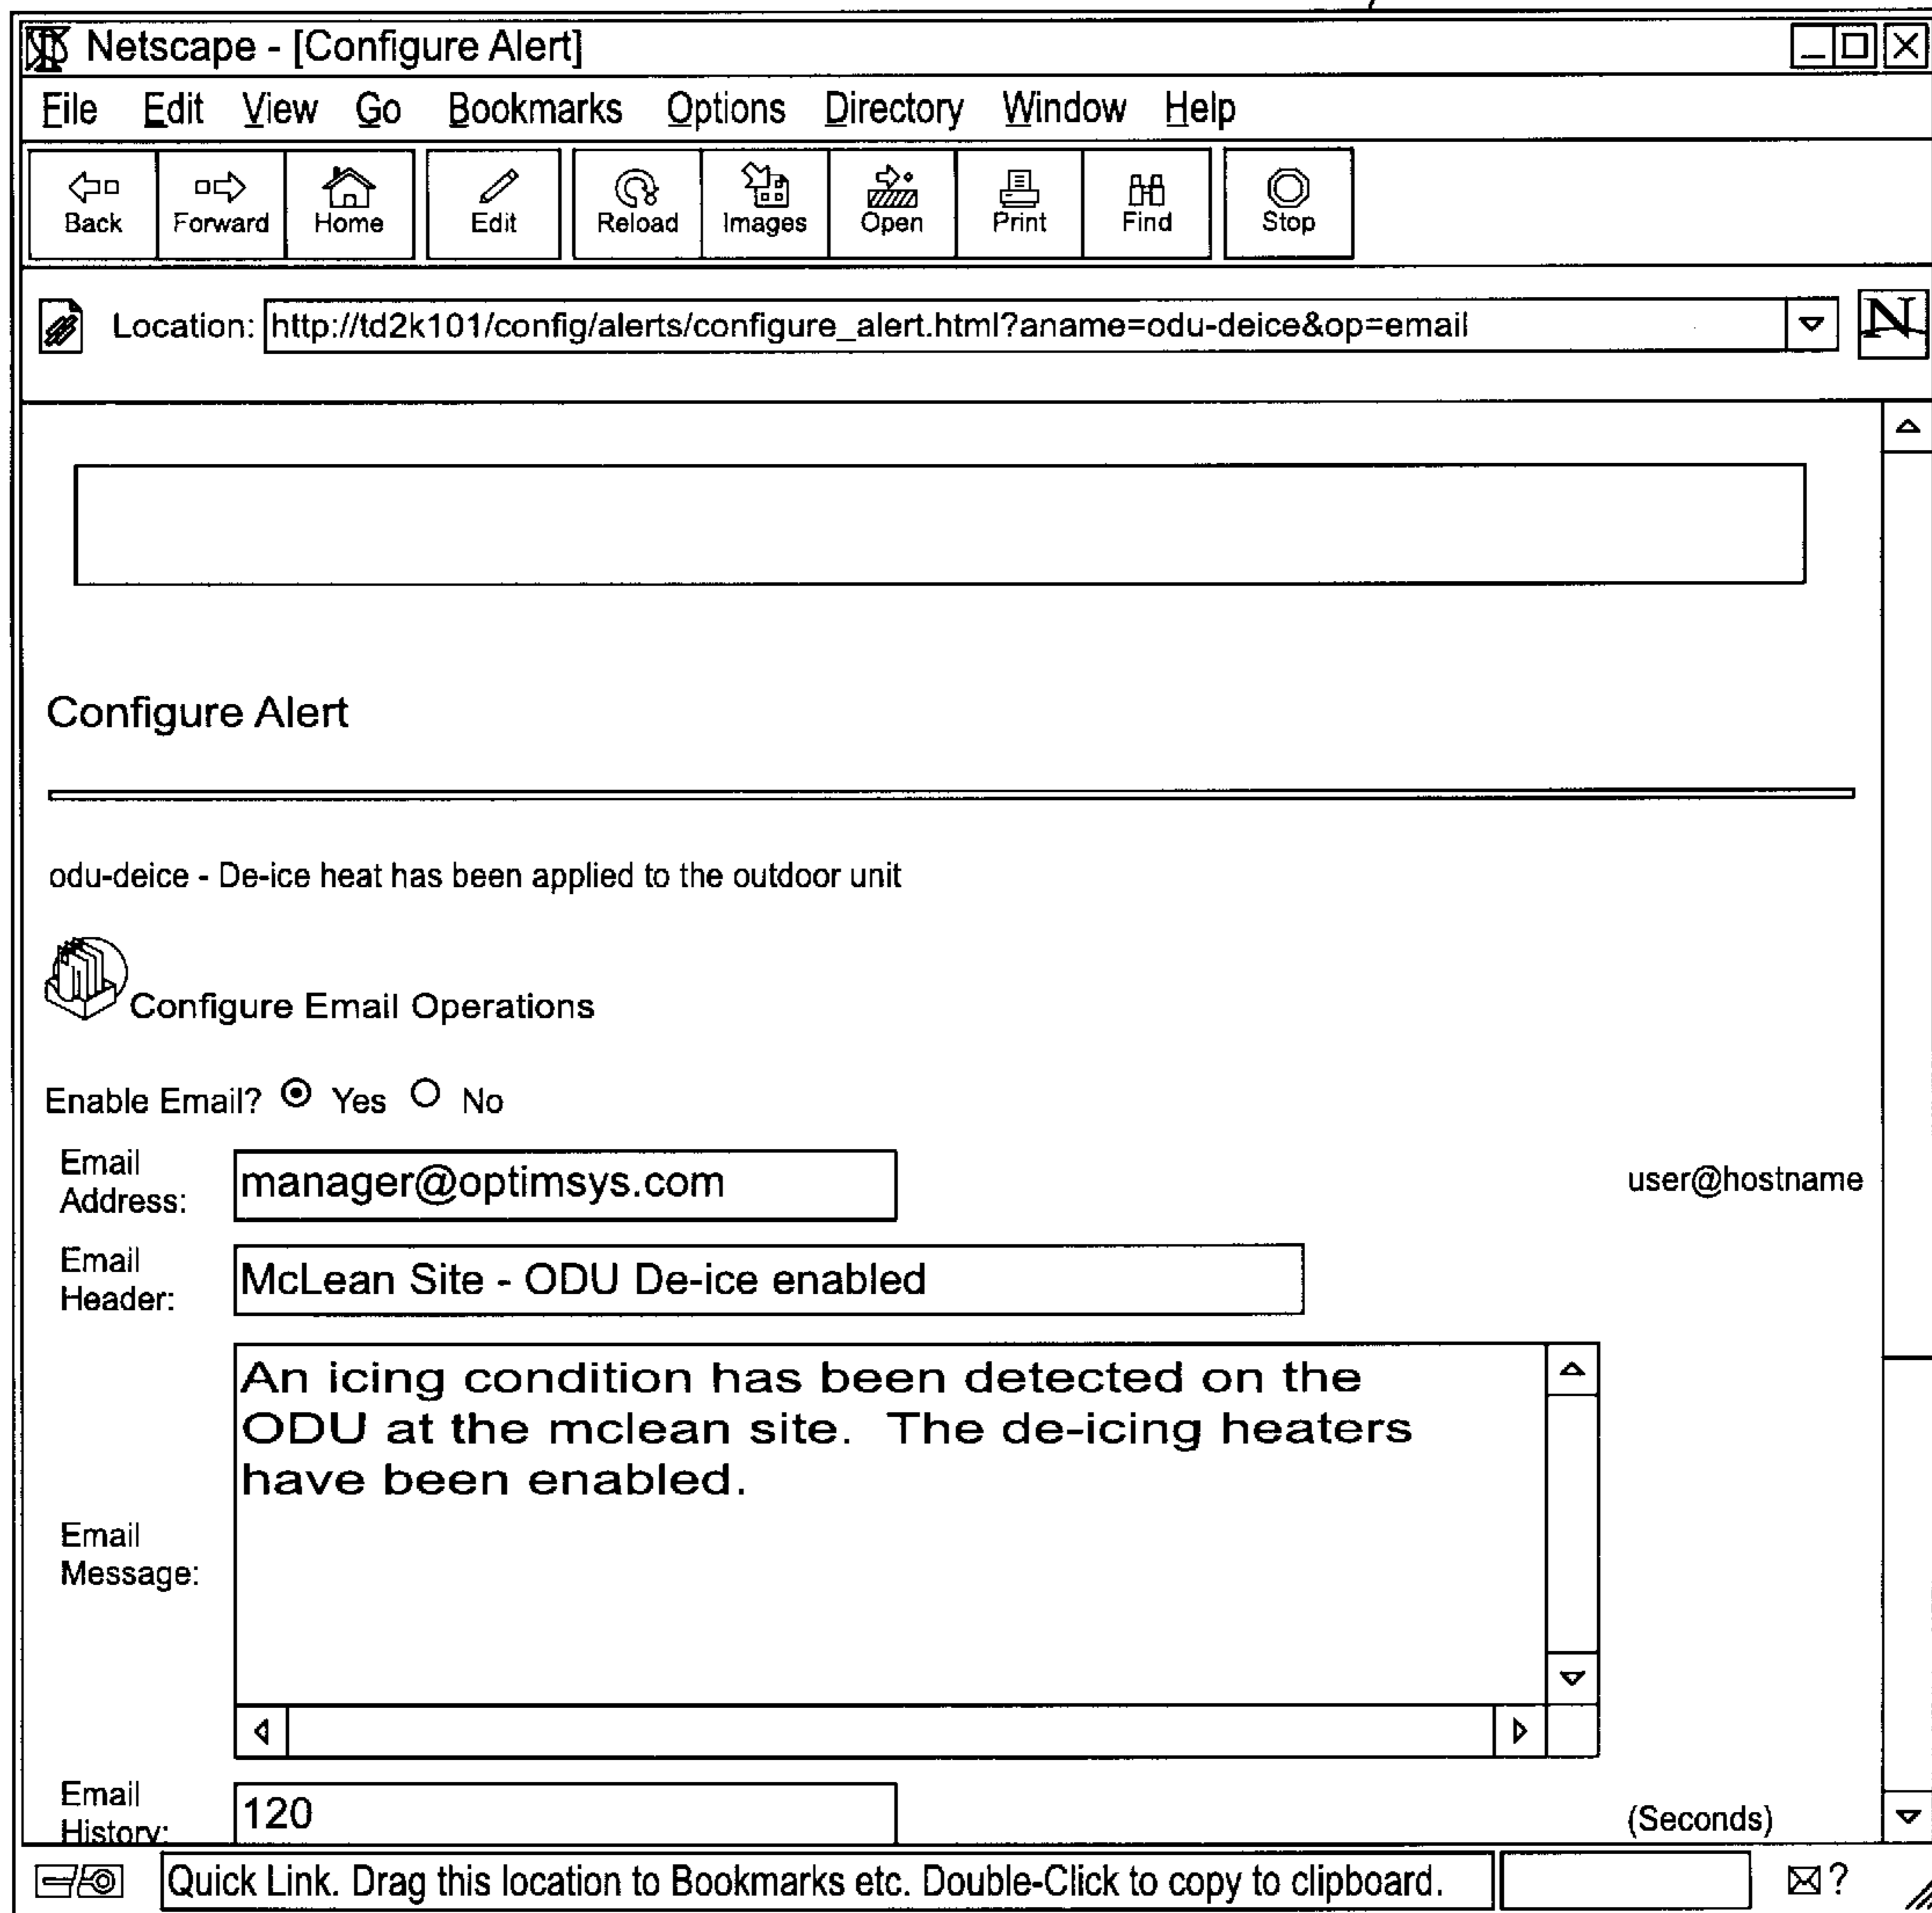 Netscape - [Configure Alert]
File Edit View Go Bookmarks Options Directory Window Help
Back Forward Home Edit Reload Images Open Print Find Stop
Location: http://td2k101/config/alerts/configure_alert.html?aname=odu-deice&op=email
N
Configure Alert
odu-deice - De-ice heat has been applied to the outdoor unit
Configure Email Operations
Enable Email? Yes No
Email
Address:
manager@optimsys.com
user@hostname
Email
Header:
McLean Site - ODU De-ice enabled
Email
Message:
An icing condition has been detected on the
ODU at the mclean site. The de-icing heaters
have been enabled.
Email
History:
120
(Seconds)
Quick Link. Drag this location to Bookmarks etc. Double-Click to copy to clipboard.
?